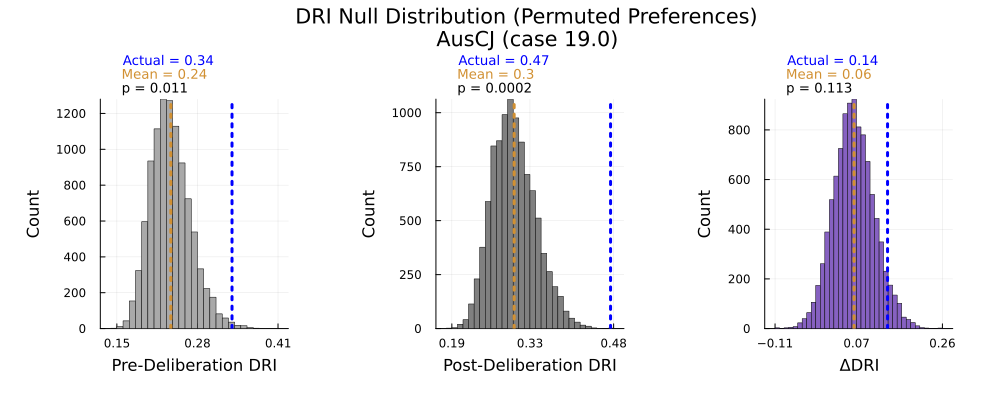 DRI Null Distribution (Permuted Preferences)
AusCJ (case 19.0)
Actual = 0.34
Mean = 0.24
p = 0.011
Count
1200
1000
800
600
400
200
0
0.15 0.28 0.41
Pre-Deliberation DRI
Actual = 0.47
Mean = 0.3
p = 0.0002
Count
1000
750
500
250
0
0.19 0.33 0.48
Post-Deliberation DRI
Actual = 0.14
Mean = 0.06
p = 0.113
Count
800
600
400
200
0
−0.11 0.07 0.26
ΔDRI